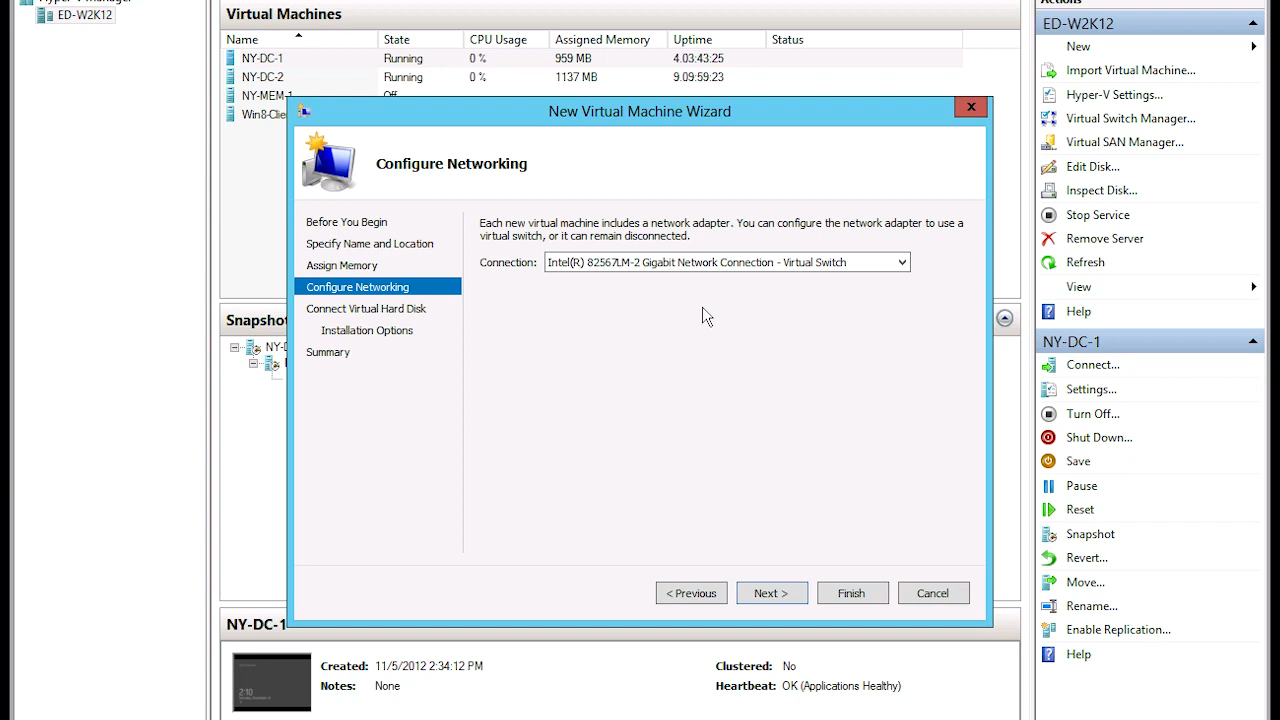 ED-W2K12
Virtual Machines
Name State CPU Usage Assigned Memory Uptime Status
NY-DC-1 Running 0 % 959 MB 4.03:43:25
NY-DC-2 Running 0 % 1137 MB 9.09:59:23
NY-MEM-1
New Virtual Machine Wizard
Configure Networking
Before You Begin
Specify Name and Location
Assign Memory
Configure Networking
Connect Virtual Hard Disk
Installation Options
Summary
Each new virtual machine includes a network adapter. You can configure the network adapter to use a
virtual switch, or it can remain disconnected.
Connection: Intel(R) 82567LM-2 Gigabit Network Connection - Virtual Switch
< Previous Next > Finish Cancel
NY-DC-1
Created: 11/5/2012 2:34:12 PM Clustered: No
Notes: None Heartbeat: OK (Applications Healthy)
2:10
Actions
ED-W2K12
New
Import Virtual Machine...
Hyper-V Settings...
Virtual Switch Manager...
Virtual SAN Manager...
Edit Disk...
Inspect Disk...
Stop Service
Remove Server
Refresh
View
Help
NY-DC-1
Connect...
Settings...
Turn Off...
Shut Down...
Save
Pause
Reset
Snapshot
Revert...
Move...
Rename...
Enable Replication...
Help